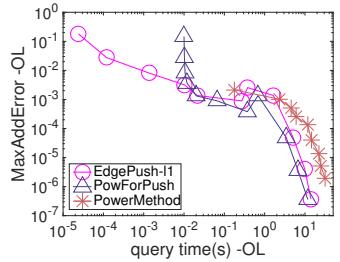 10^0
10^-1
10^-2
10^-3
10^-4
10^-5
10^-6
10^-7
MaxAddError -OL
EdgePush-l1
PowForPush
PowerMethod
10^-5 10^-4 10^-3 10^-2 10^-1 10^0 10^1 10^2
query time(s) -OL